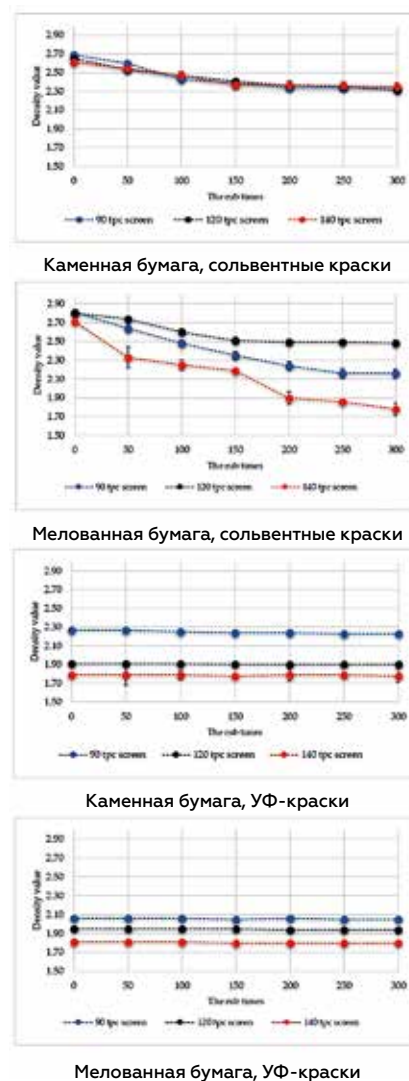 2.90
2.70
2.50
2.30
2.10
1.90
1.70
1.50
Density value
0 50 100 150 200 250 300
The rub times
90 tpc screen 120 tpc screen 140 tpc screen
Каменная бумага, сольвентные краски
2.90
2.70
2.50
2.30
2.10
1.90
1.70
1.50
Density value
0 50 100 150 200 250 300
The rub times
90 tpc screen 120 tpc screen 140 tpc screen
Мелованная бумага, сольвентные краски
2.90
2.70
2.50
2.30
2.10
1.90
1.70
1.50
Density value
0 50 100 150 200 250 300
The rub times
90 tpc screen 120 tpc screen 140 tpc screen
Каменная бумага, УФ-краски
2.90
2.70
2.50
2.30
2.10
1.90
1.70
1.50
Density value
0 50 100 150 200 250 300
The rub times
90 tpc screen 120 tpc screen 140 tpc screen
Мелованная бумага, УФ-краски